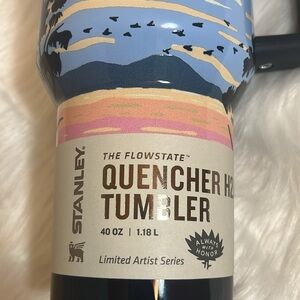 STANLEY.
THE FLOWSTATE™
QUENCHER H2
TUMBLER
40 OZ | 1.18 L
Limited Artist Series
ALWAYS
WITH
HONOR